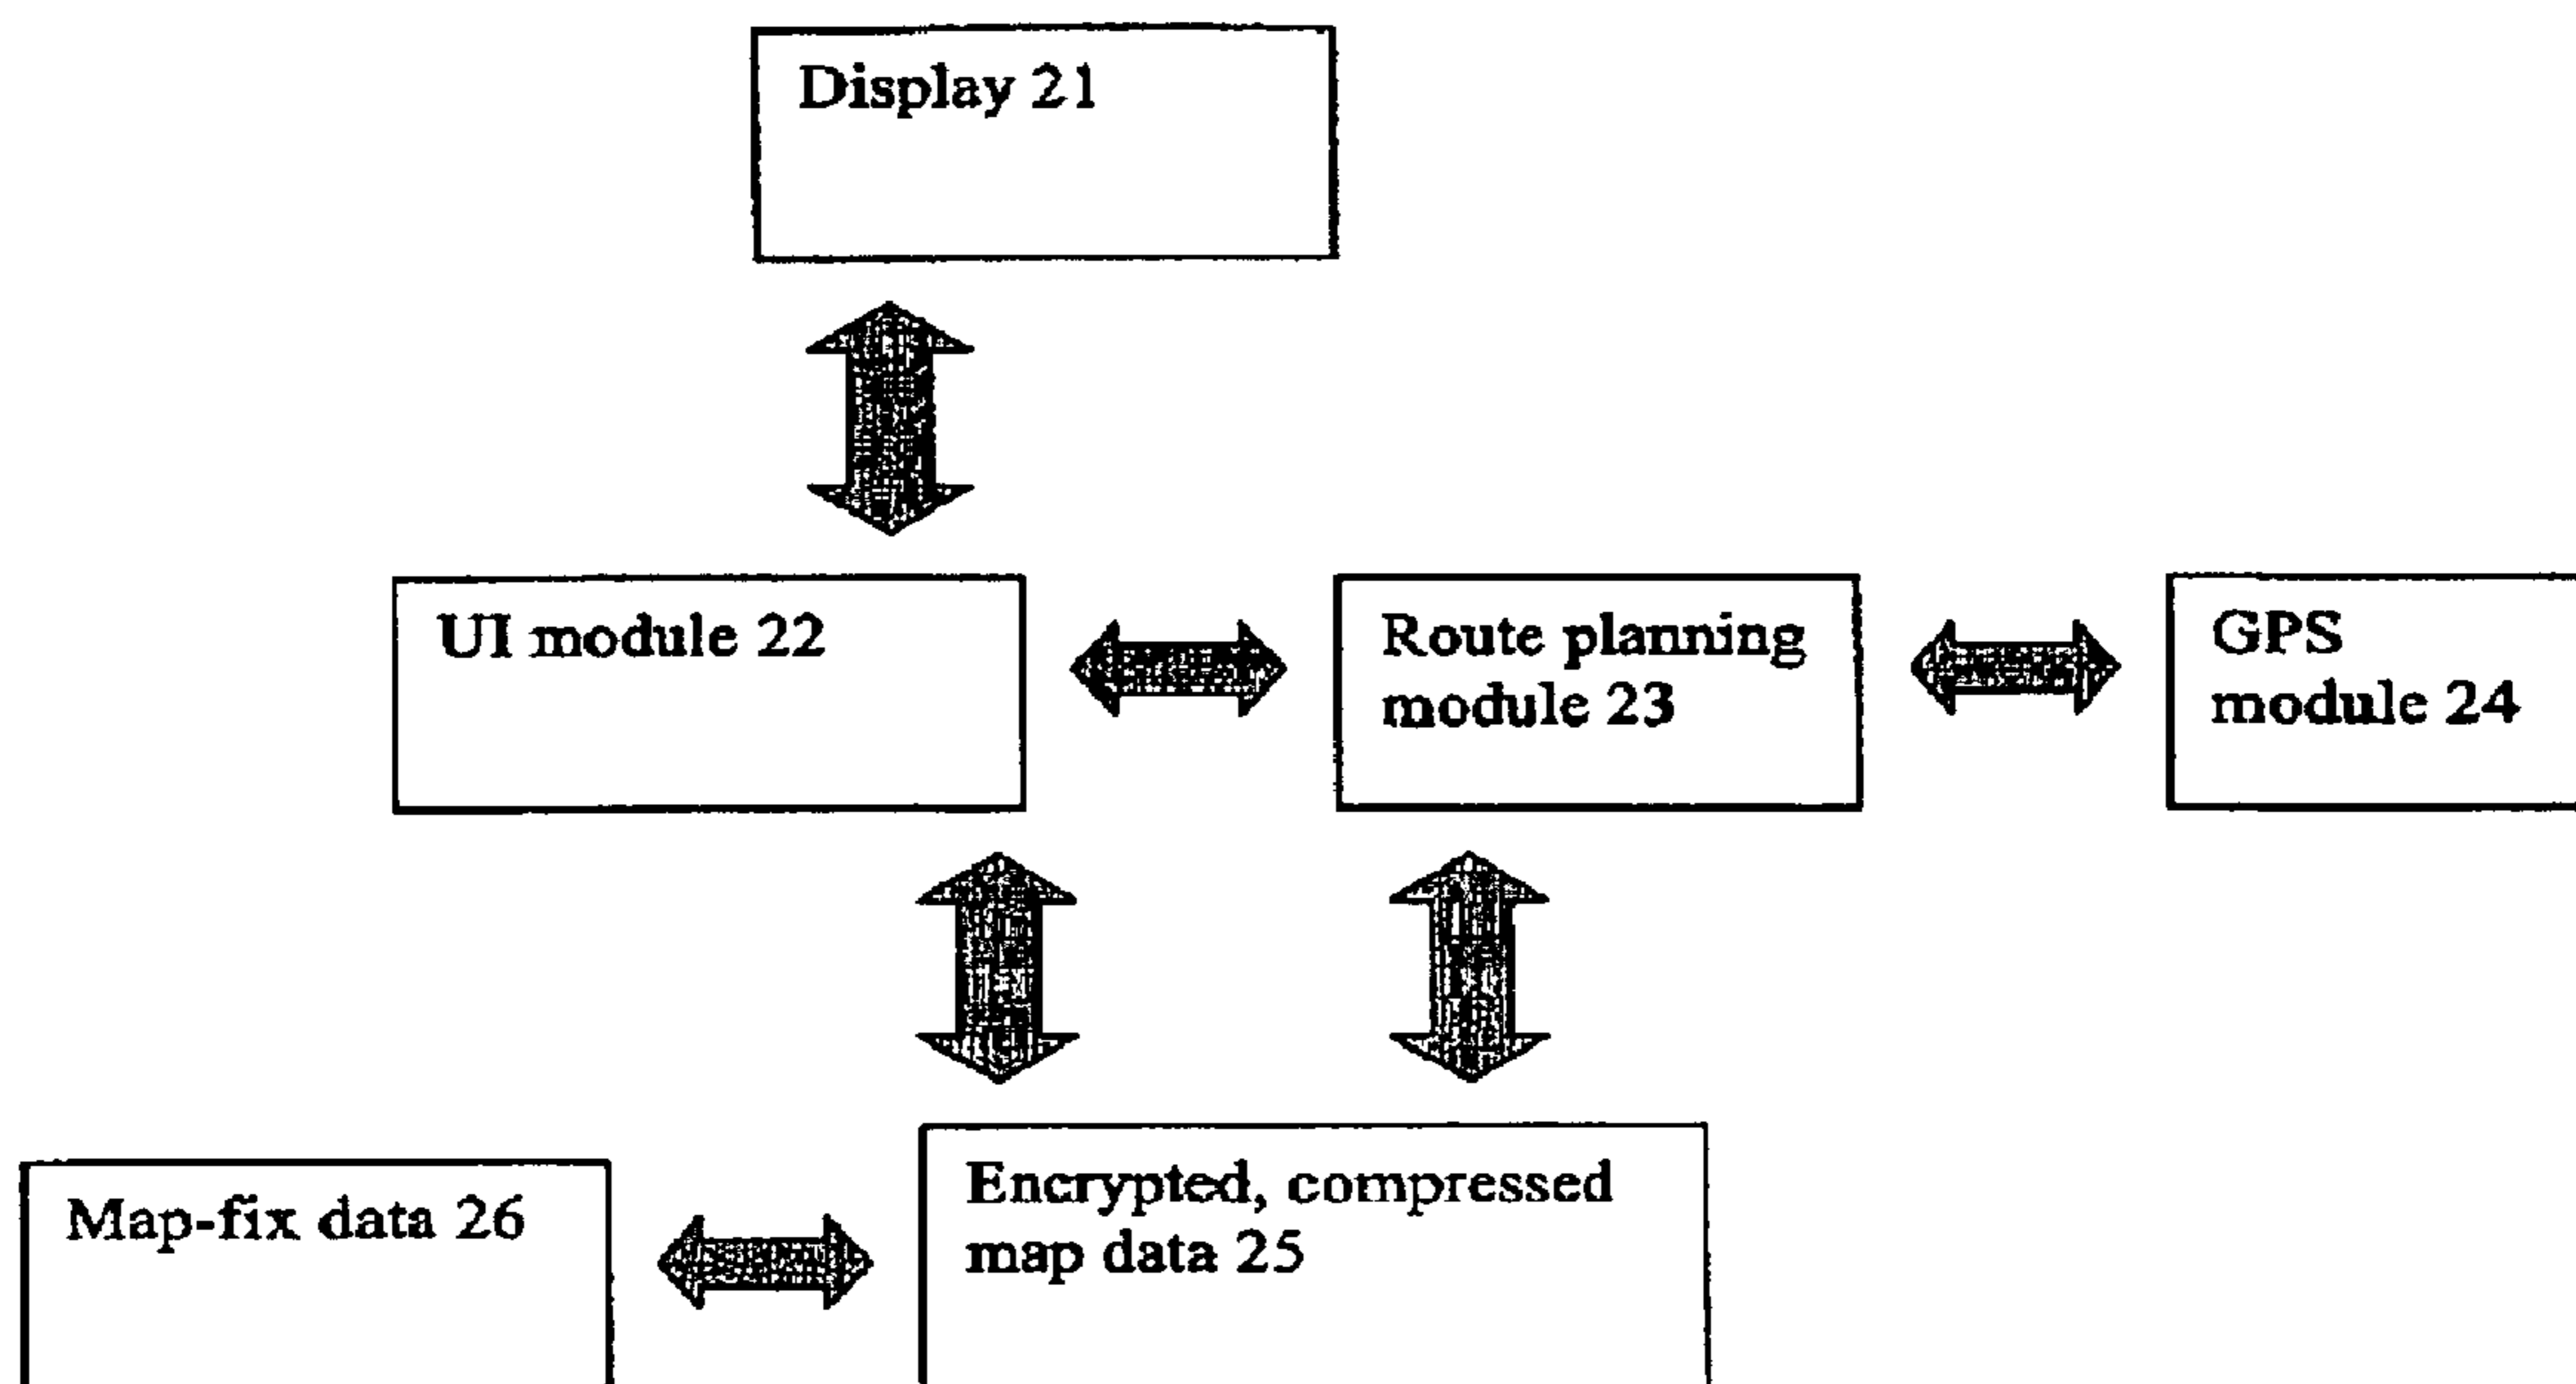 Display 21
UI module 22
Route planning
module 23
GPS
module 24
Map-fix data 26
Encrypted, compressed
map data 25